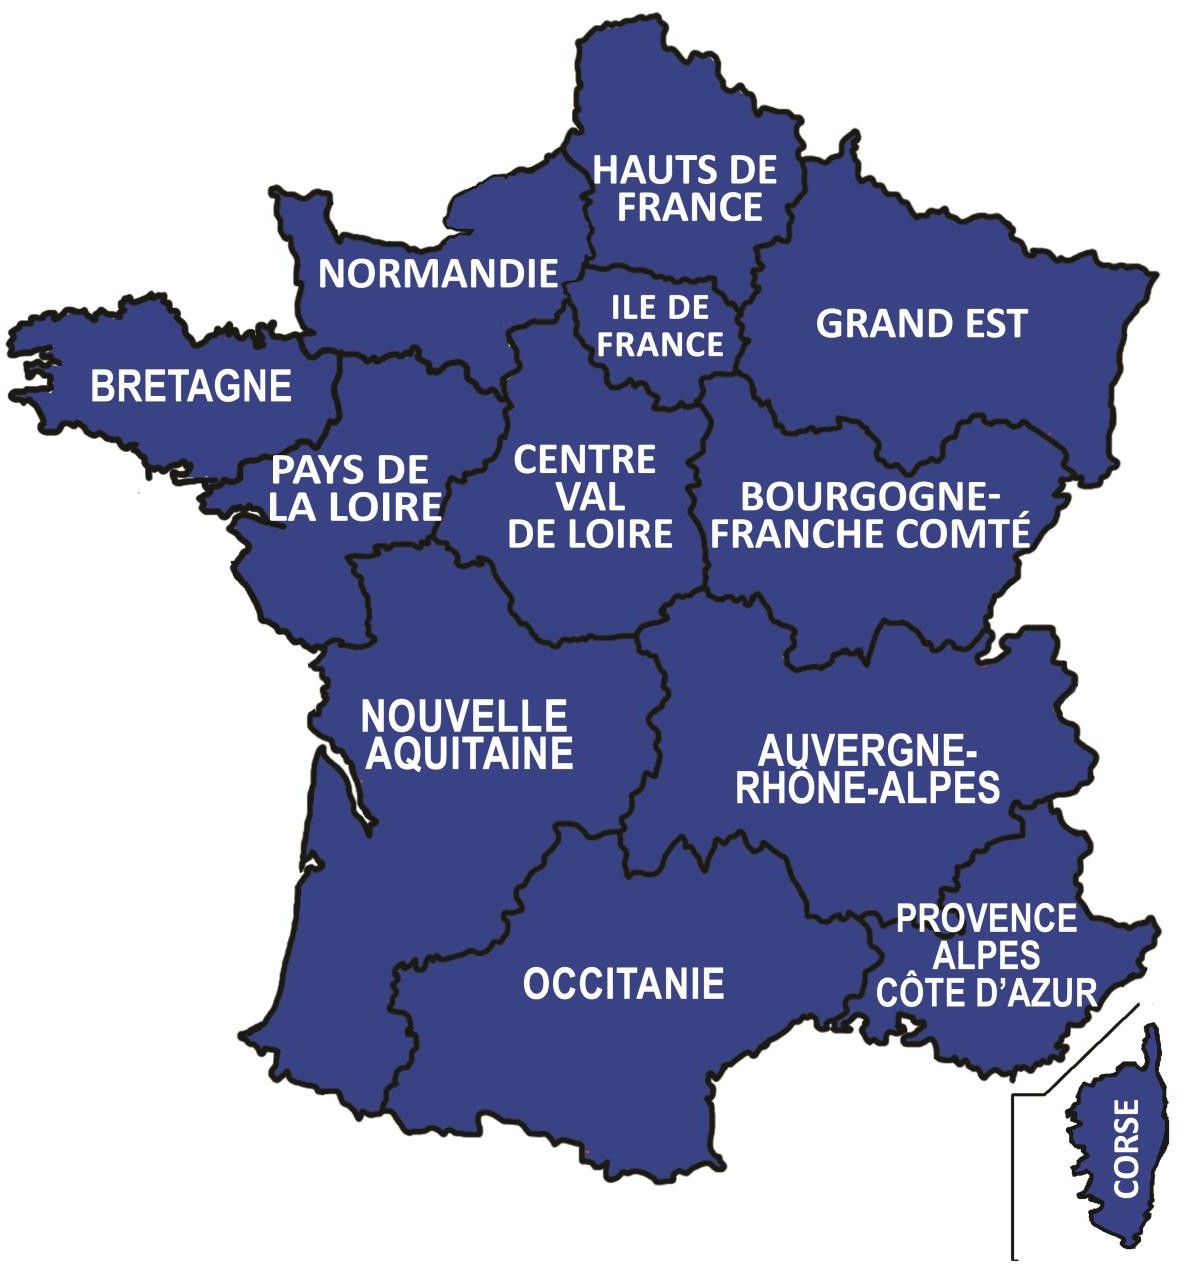 HAUTS DE
FRANCE
NORMANDIE
ILE DE
FRANCE
GRAND EST
BRETAGNE
PAYS DE
LA LOIRE
CENTRE
VAL
DE LOIRE
BOURGOGNE-
FRANCHE COMTÉ
NOUVELLE
AQUITAINE
AUVERGNE-
RHÔNE-ALPES
OCCITANIE
PROVENCE
ALPES
CÔTE D'AZUR
CORSE